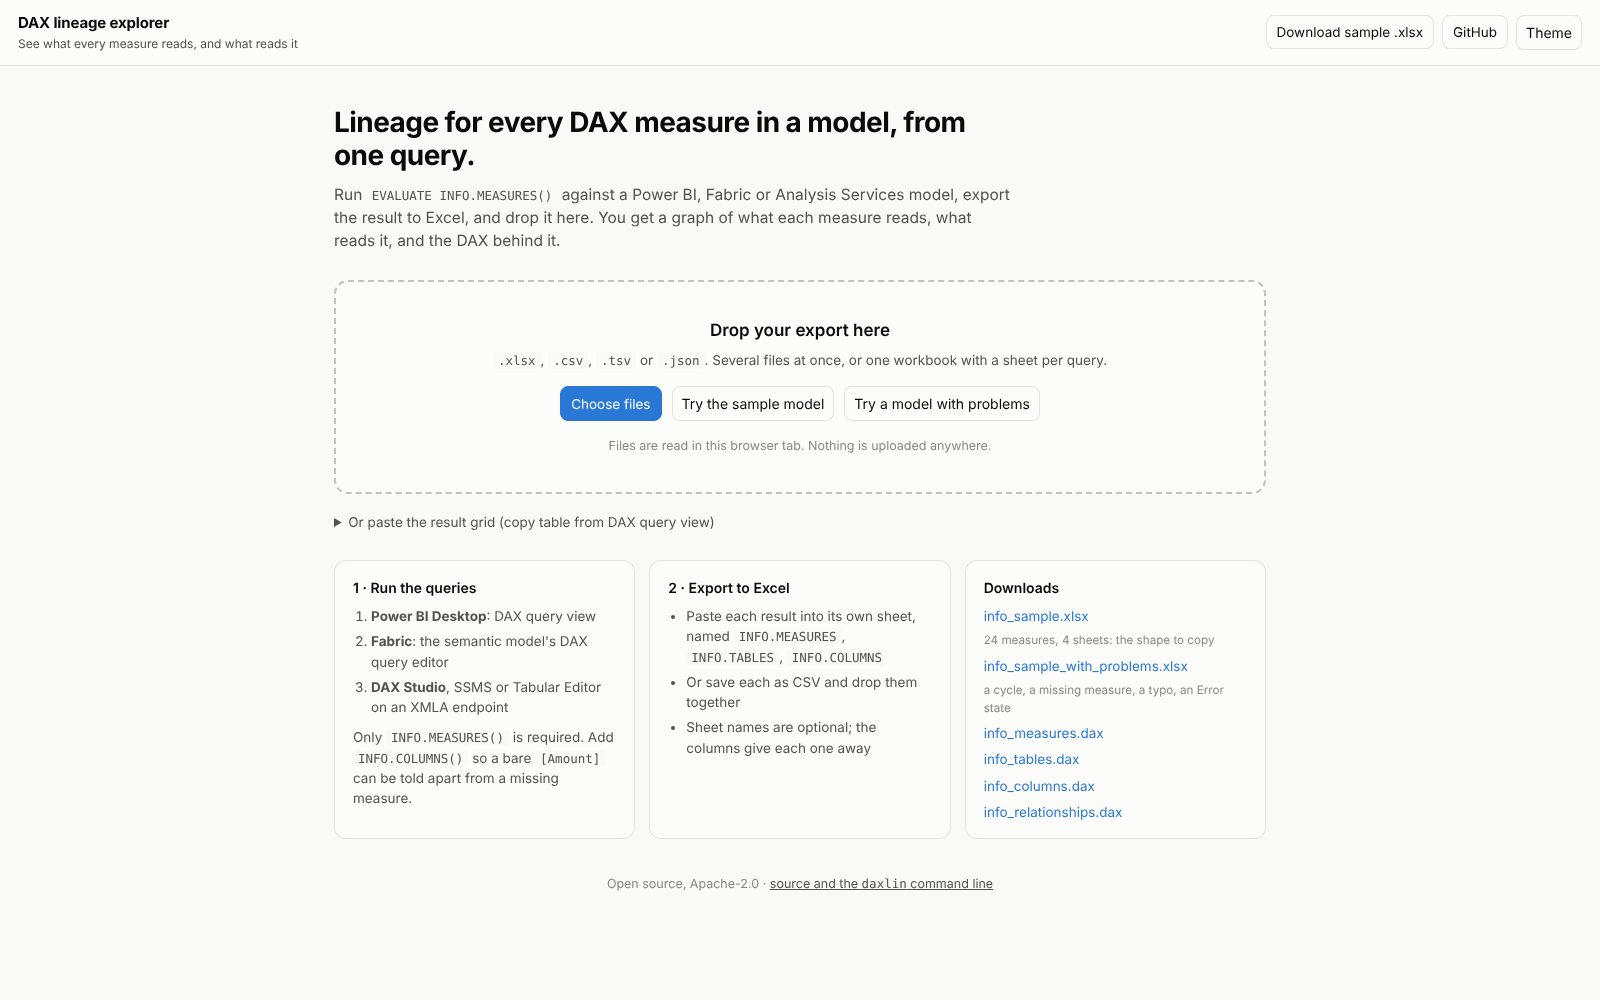 DAX lineage explorer
See what every measure reads, and what reads it
Download sample .xlsx
GitHub
Theme
Lineage for every DAX measure in a model, from
one query.
Run EVALUATE INFO.MEASURES() against a Power BI, Fabric or Analysis Services model, export
the result to Excel, and drop it here. You get a graph of what each measure reads, what
reads it, and the DAX behind it.
Drop your export here
.xlsx, .csv, .tsv or .json. Several files at once, or one workbook with a sheet per query.
Choose files
Try the sample model
Try a model with problems
Files are read in this browser tab. Nothing is uploaded anywhere.
▶ Or paste the result grid (copy table from DAX query view)
1 · Run the queries
1. Power BI Desktop: DAX query view
2. Fabric: the semantic model's DAX
query editor
3. DAX Studio, SSMS or Tabular Editor
on an XMLA endpoint
Only INFO.MEASURES() is required. Add
INFO.COLUMNS() so a bare [Amount]
can be told apart from a missing
measure.
2 · Export to Excel
• Paste each result into its own sheet,
named INFO.MEASURES,
INFO.TABLES, INFO.COLUMNS
• Or save each as CSV and drop them
together
• Sheet names are optional; the
columns give each one away
Downloads
info_sample.xlsx
24 measures, 4 sheets: the shape to copy
info_sample_with_problems.xlsx
a cycle, a missing measure, a typo, an Error
state
info_measures.dax
info_tables.dax
info_columns.dax
info_relationships.dax
Open source, Apache-2.0 · source and the daxlin command line